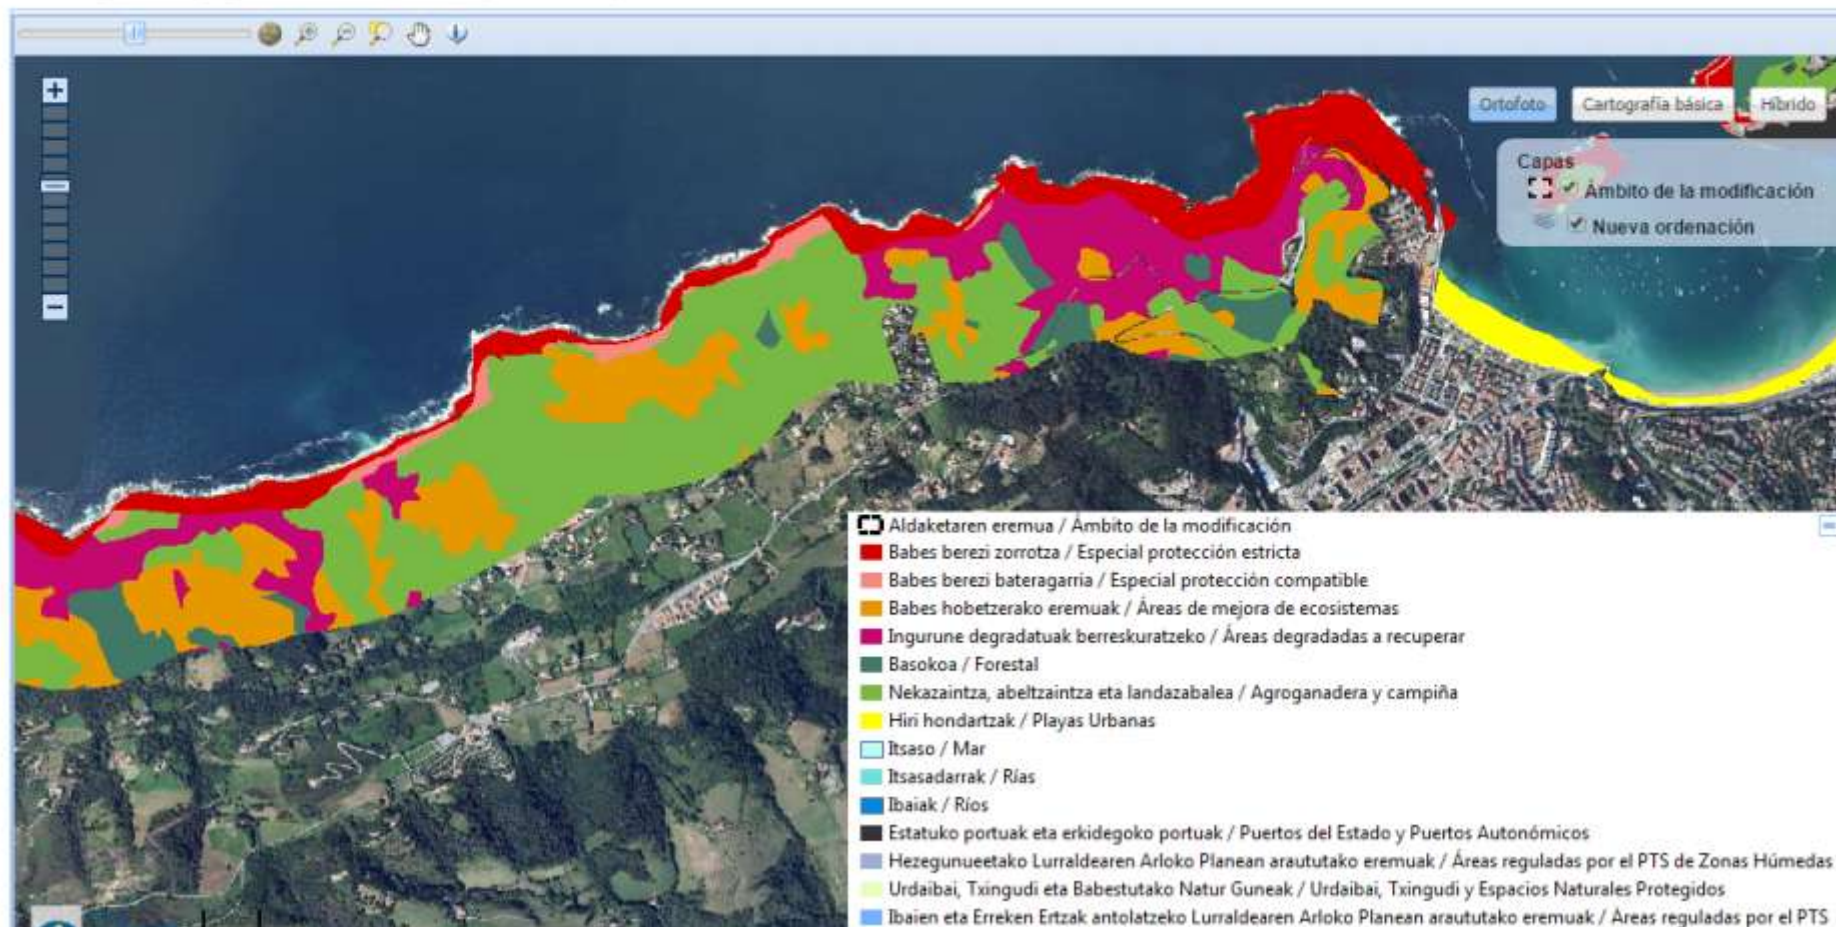 Ortofoto Cartografía básica Híbrido
Capas
Ámbito de la modificación
Nueva ordenación
Aldaketaren eremua / Ámbito de la modificación
Babes berezi zorrotza / Especial protección estricta
Babes berezi bateragarria / Especial protección compatible
Babes hobetzerako eremuak / Áreas de mejora de ecosistemas
Ingurune degradatuak berreskuratzeko / Áreas degradadas a recuperar
Basokoa / Forestal
Nekazaintza, abeltzaintza eta landazabalea / Agroganadera y campiña
Hiri hondartzak / Playas Urbanas
Itsaso / Mar
Itsasadarrak / Rías
Ibaiak / Ríos
Estatuko portuak eta erkidegoko portuak / Puertos del Estado y Puertos Autonómicos
Hezegunueetako Lurraldearen Arloko Planean araututako eremuak / Áreas reguladas por el PTS de Zonas Húmedas
Urdaibai, Txingudi eta Babestutako Natur Guneak / Urdaibai, Txingudi y Espacios Naturales Protegidos
Ibaien eta Erreken Ertzak antolatzeko Lurraldearen Arloko Planean araututako eremuak / Áreas reguladas por el PTS